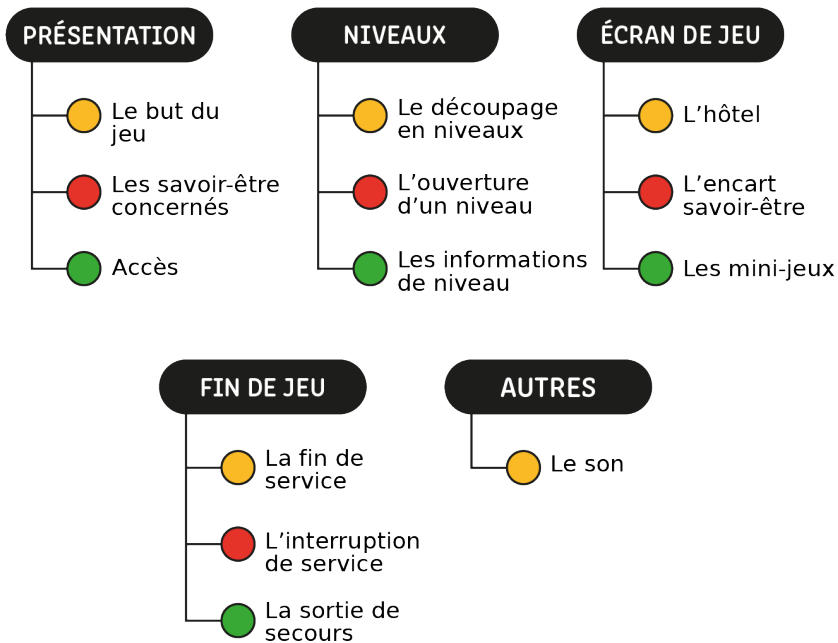 PRÉSENTATION
Le but du
jeu
Les savoir-être
concernés
Accès
NIVEAUX
Le découpage
en niveaux
L’ouverture
d’un niveau
Les informations
de niveau
ÉCRAN DE JEU
L’hôtel
L’encart
savoir-être
Les mini-jeux
FIN DE JEU
La fin de
service
L’interruption
de service
La sortie de
secours
AUTRES
Le son